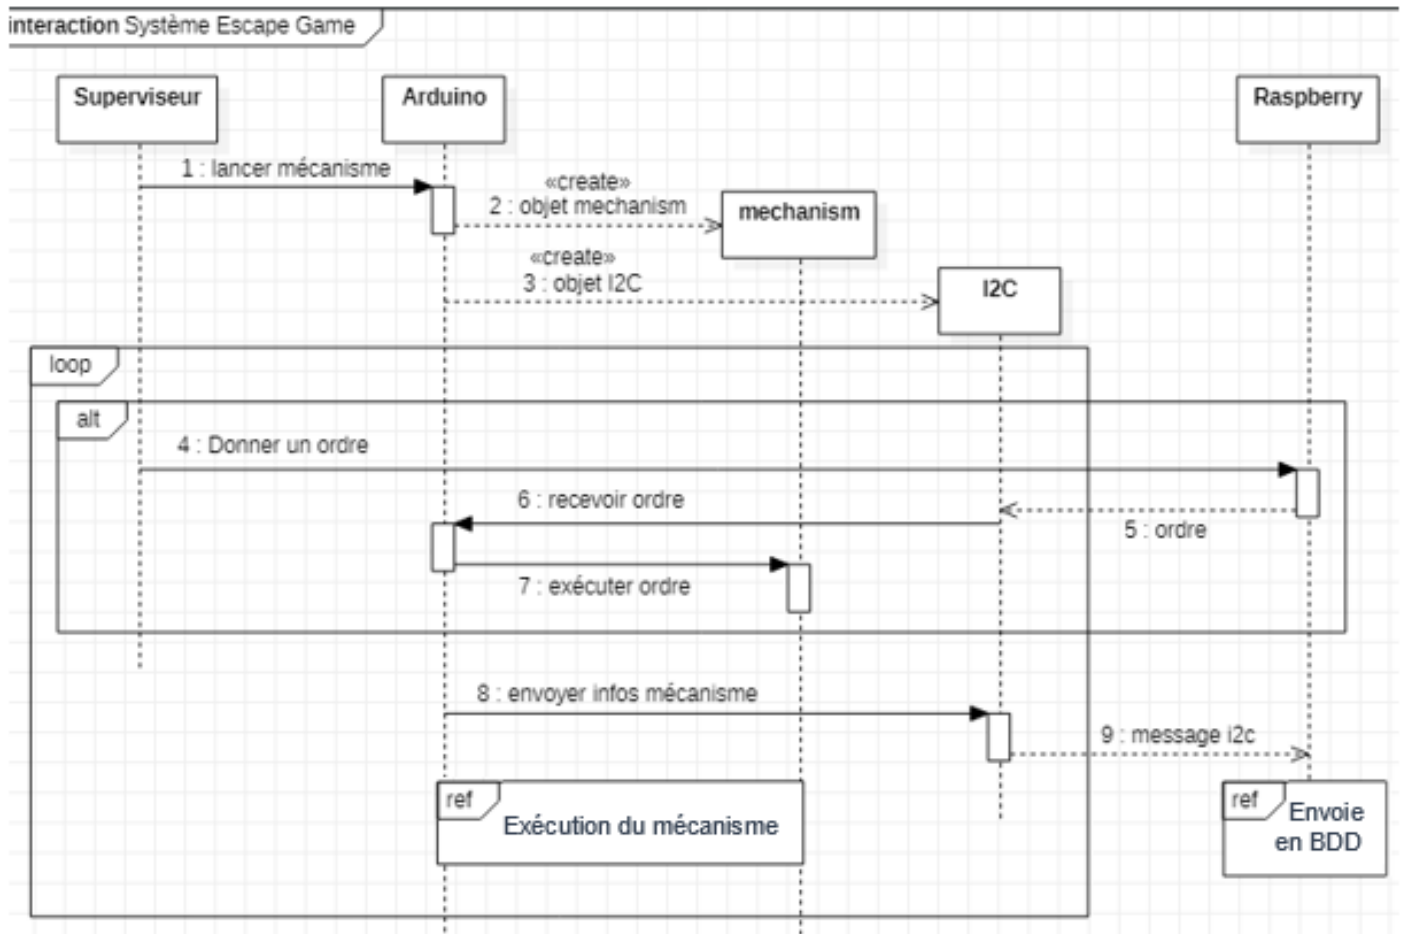 interaction Système Escape Game
Superviseur
Arduino
Raspberry
1 : lancer mécanisme
«create»
2 : objet mechanism
mechanism
«create»
3 : objet I2C
I2C
loop
alt
4 : Donner un ordre
6 : recevoir ordre
5 : ordre
7 : exécuter ordre
8 : envoyer infos mécanisme
9 : message i2c
ref
Exécution du mécanisme
ref
Envoie
en BDD